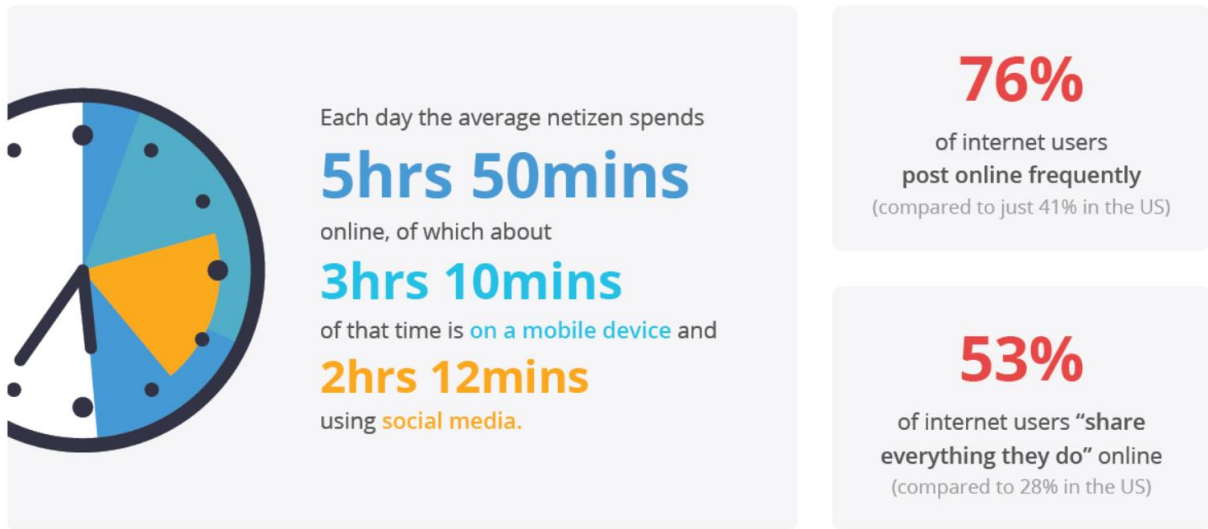 Each day the average netizen spends
5hrs 50mins
online, of which about
3hrs 10mins
of that time is on a mobile device and
2hrs 12mins
using social media.
76%
of internet users
post online frequently
(compared to just 41% in the US)
53%
of internet users “share
everything they do” online
(compared to 28% in the US)